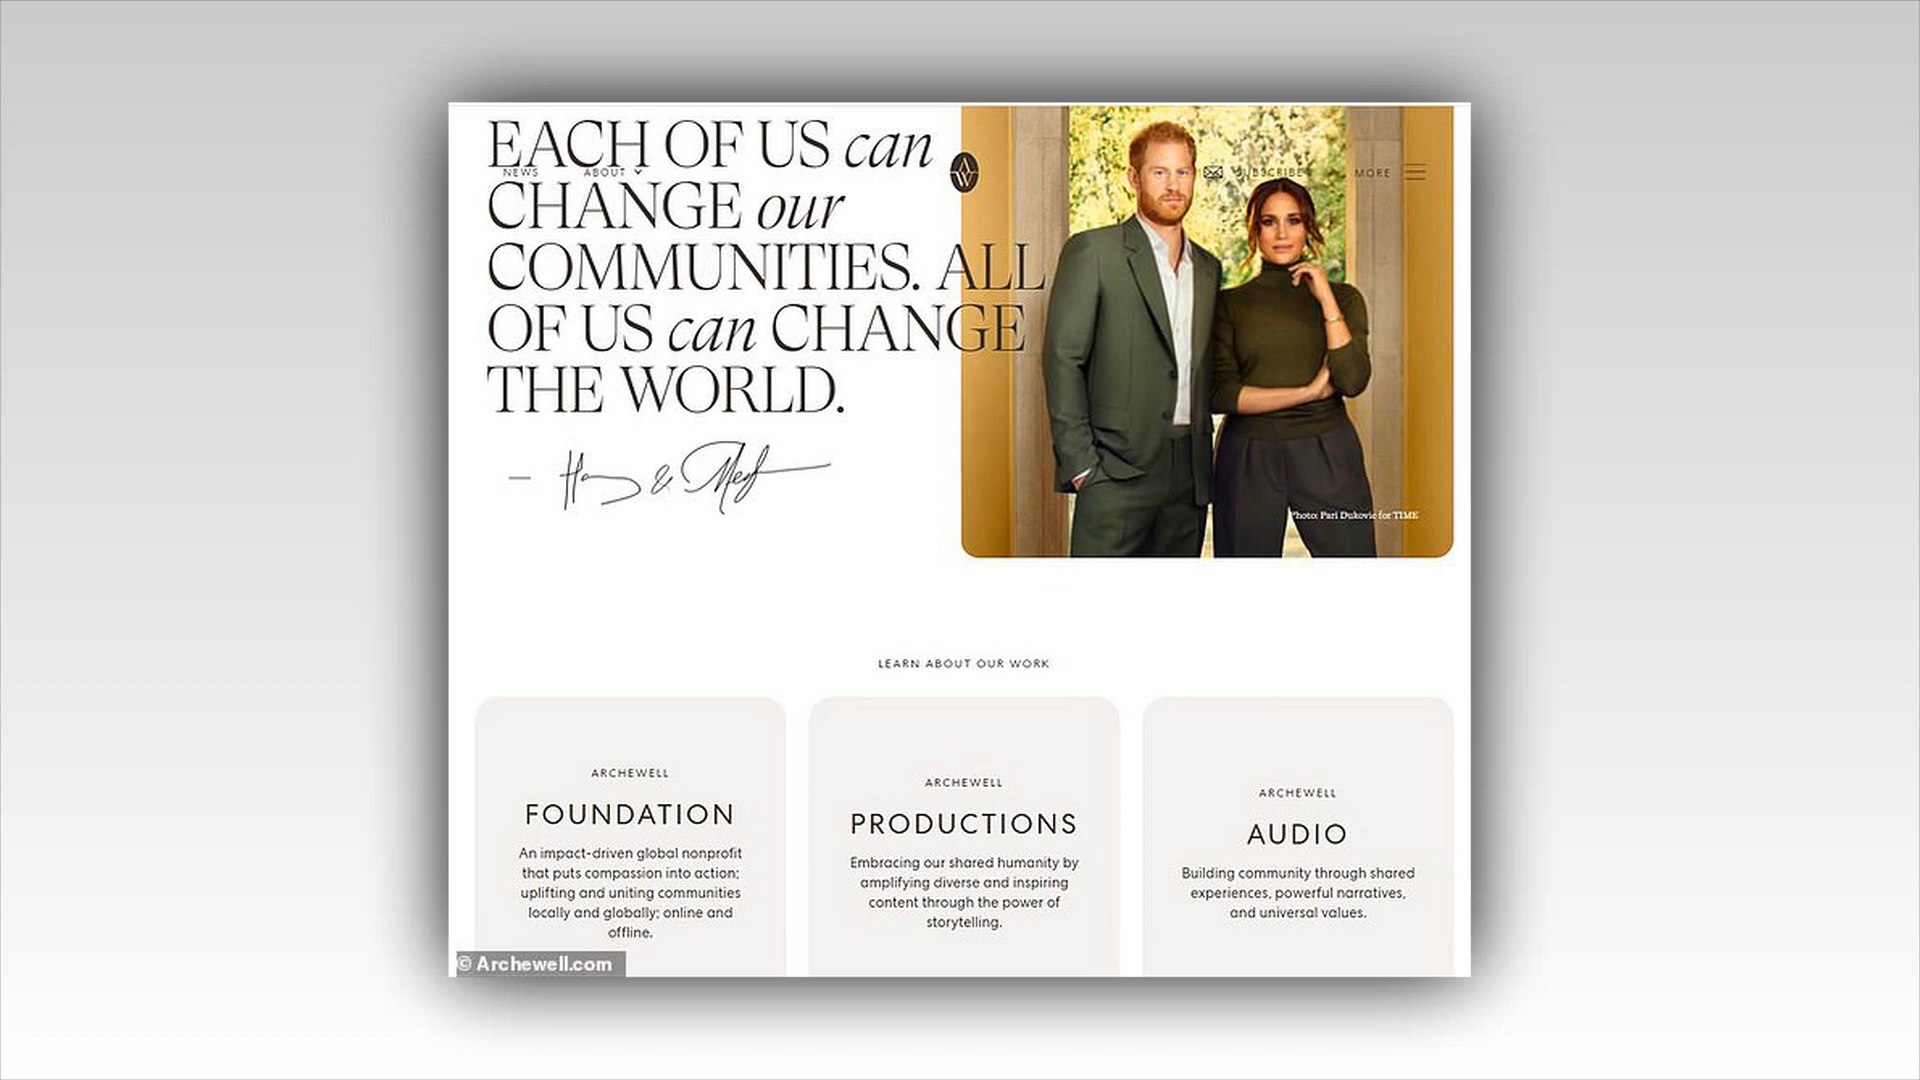 EACH OF US can
NEWS ABOUT SUBSCRIBE MORE
CHANGE our
COMMUNITIES. ALL
OF US can CHANGE
THE WORLD.
— Harry & Meghan
Photo: Pari Dukovic for TIME
LEARN ABOUT OUR WORK
ARCHEWELL
FOUNDATION
An impact-driven global nonprofit
that puts compassion into action;
uplifting and uniting communities
locally and globally; online and
offline.
ARCHEWELL
PRODUCTIONS
Embracing our shared humanity by
amplifying diverse and inspiring
content through the power of
storytelling.
ARCHEWELL
AUDIO
Building community through shared
experiences, powerful narratives,
and universal values.
© Archewell.com